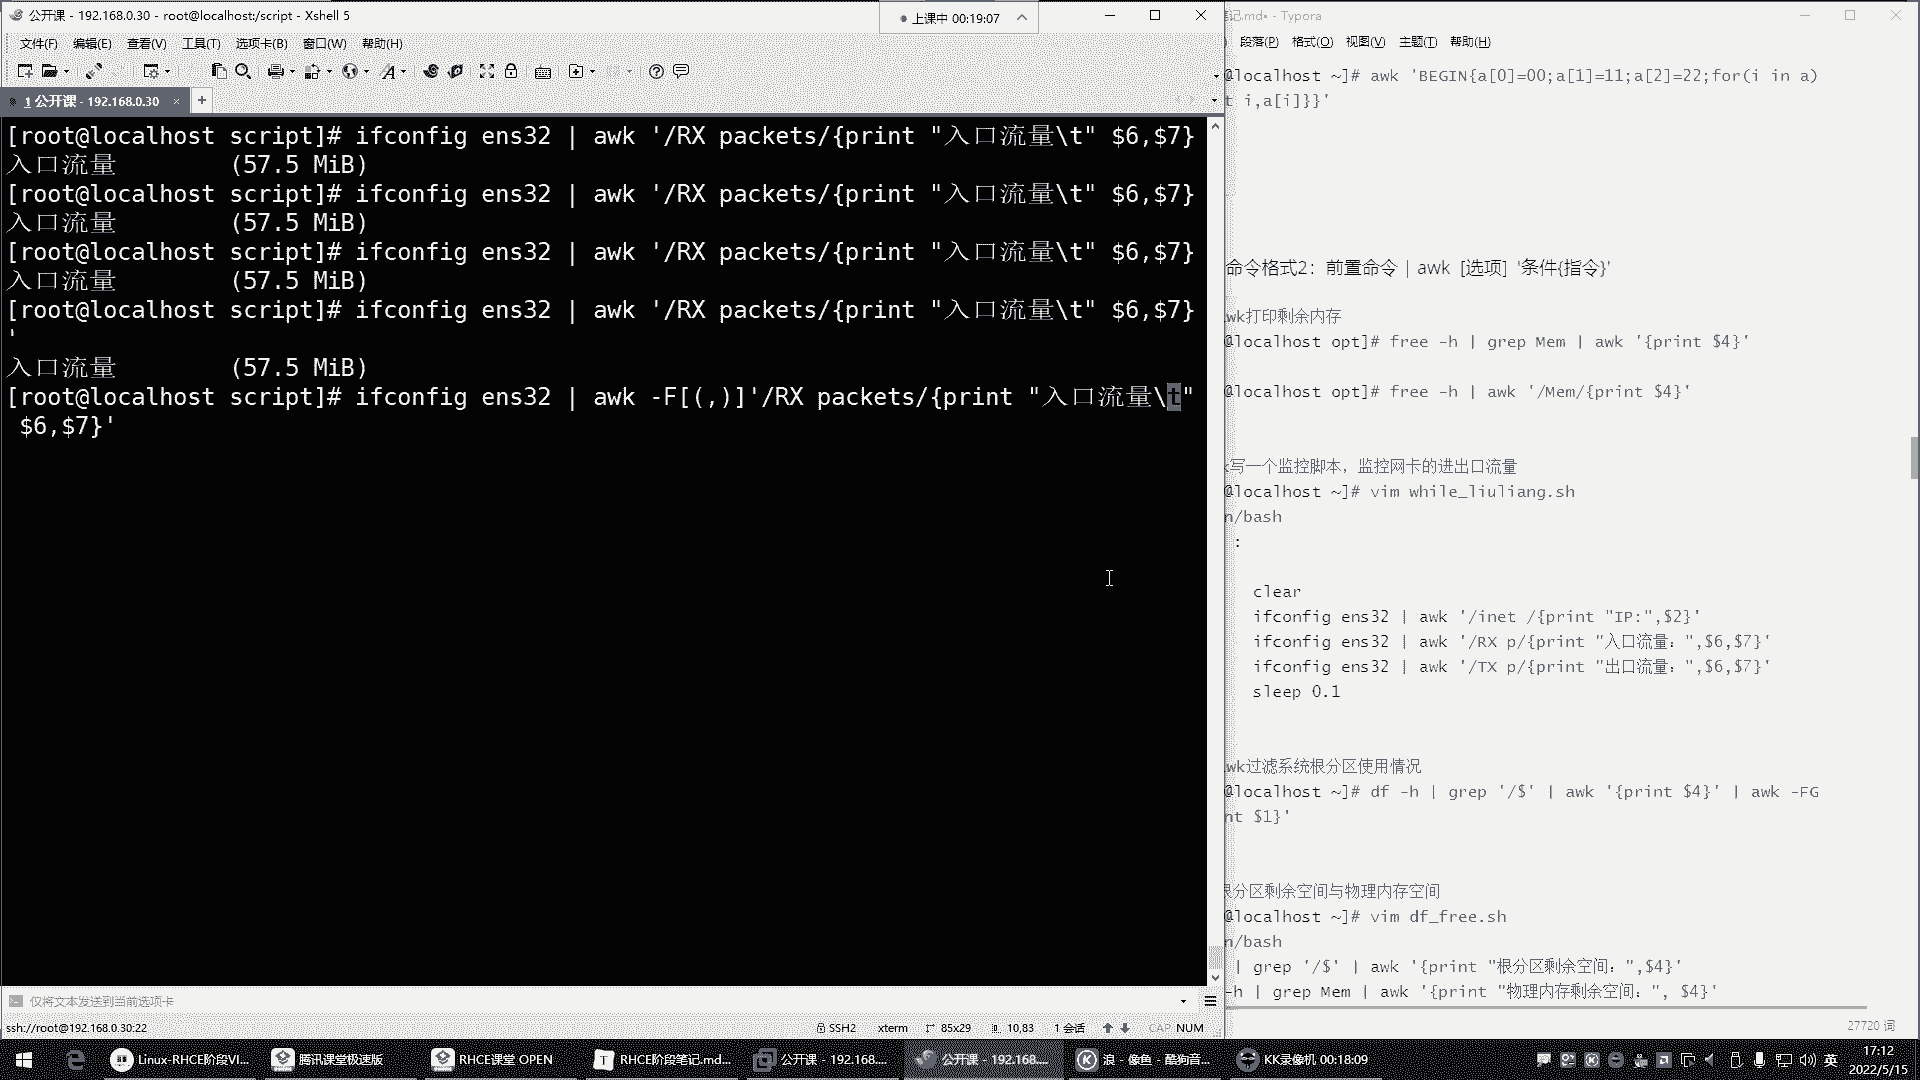 公开课 - 192.168.0.30 - root@localhost:/script - Xshell 5
上课中 00:19:07
文件(F) 编辑(E) 查看(V) 工具(T) 选项卡(B) 窗口(W) 帮助(H)
1 公开课 - 192.168.0.30 × +
[root@localhost script]# ifconfig ens32 | awk '/RX packets/{print "入口流量\t" $6,$7}
入口流量 (57.5 MiB)
[root@localhost script]# ifconfig ens32 | awk '/RX packets/{print "入口流量\t" $6,$7}
入口流量 (57.5 MiB)
[root@localhost script]# ifconfig ens32 | awk '/RX packets/{print "入口流量\t" $6,$7}
入口流量 (57.5 MiB)
[root@localhost script]# ifconfig ens32 | awk '/RX packets/{print "入口流量\t" $6,$7}
'
入口流量 (57.5 MiB)
[root@localhost script]# ifconfig ens32 | awk -F[(,)]'/RX packets/{print "入口流量\t"
$6,$7}'
仅将文本发送到当前选项卡
ssh://root@192.168.0.30:22 SSH2 xterm 85x29 10,83 1 会话 CAP NUM
记.md• - Typora
段落(P) 格式(O) 视图(V) 主题(T) 帮助(H)
@localhost ~]# awk 'BEGIN{a[0]=00;a[1]=11;a[2]=22;for(i in a)
t i,a[i]}}'
命令格式2：前置命令 | awk [选项] '条件{指令}'
wk打印剩余内存
@localhost opt]# free -h | grep Mem | awk '{print $4}'
@localhost opt]# free -h | awk '/Mem/{print $4}'
k写一个监控脚本，监控网卡的进出口流量
@localhost ~]# vim while_liuliang.sh
n/bash
:
clear
ifconfig ens32 | awk '/inet /{print "IP:",$2}'
ifconfig ens32 | awk '/RX p/{print "入口流量：",$6,$7}'
ifconfig ens32 | awk '/TX p/{print "出口流量：",$6,$7}'
sleep 0.1
wk过滤系统根分区使用情况
@localhost ~]# df -h | grep '/$' | awk '{print $4}' | awk -FG
nt $1}'
根分区剩余空间与物理内存空间
@localhost ~]# vim df_free.sh
n/bash
| grep '/$' | awk '{print "根分区剩余空间：",$4}'
-h | grep Mem | awk '{print "物理内存剩余空间：", $4}'
27720 词
Linux-RHCE阶段VI... 腾讯课堂极速版 RHCE课堂 OPEN RHCE阶段笔记.md... 公开课 - 192.168.... 公开课 - 192.168.... 浪 - 像鱼 - 酷狗音... KK录像机 00:18:09 英 17:12
2022/5/15